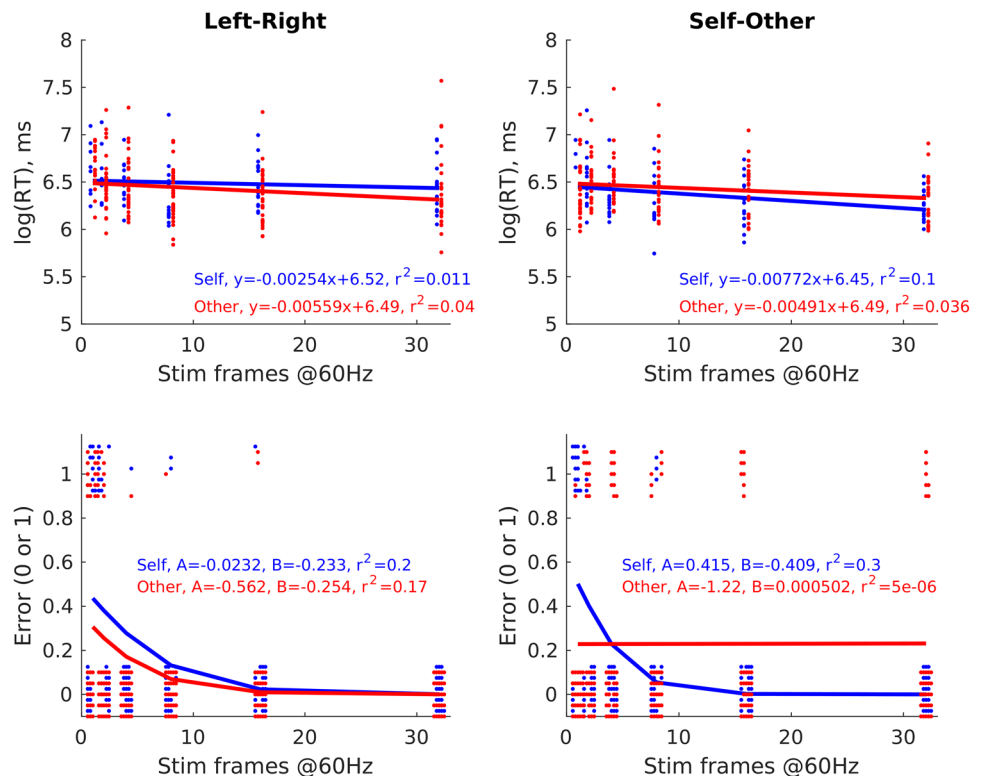 Left-Right
8
7.5
7
6.5
6
5.5
5
log(RT), ms
Self, y=-0.00254x+6.52, r²=0.011
Other, y=-0.00559x+6.49, r²=0.04
0 10 20 30
Stim frames @60Hz
Self-Other
8
7.5
7
6.5
6
5.5
5
log(RT), ms
Self, y=-0.00772x+6.45, r²=0.1
Other, y=-0.00491x+6.49, r²=0.036
0 10 20 30
Stim frames @60Hz
1
0.8
0.6
0.4
0.2
0
Error (0 or 1)
Self, A=-0.0232, B=-0.233, r²=0.2
Other, A=-0.562, B=-0.254, r²=0.17
0 10 20 30
Stim frames @60Hz
1
0.8
0.6
0.4
0.2
0
Error (0 or 1)
Self, A=0.415, B=-0.409, r²=0.3
Other, A=-1.22, B=0.000502, r²=5e-06
0 10 20 30
Stim frames @60Hz